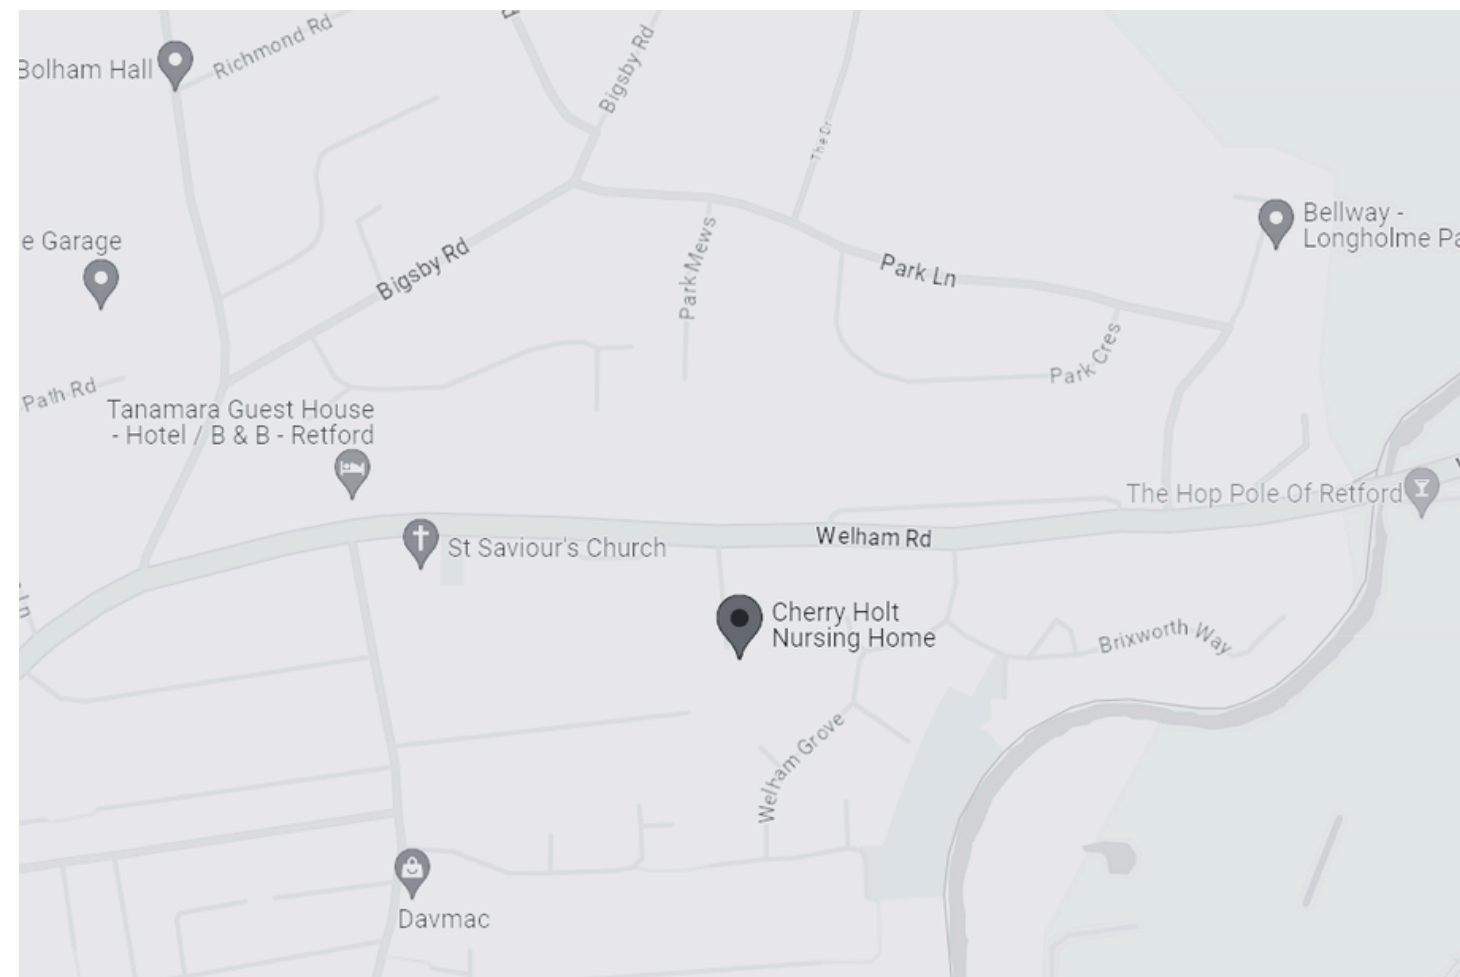 Richmond Rd
Bigsby Rd
Bolham Hall
The Dr
Bellway -
Longholme Pa
e Garage
Bigsby Rd
Park Mews
Park Ln
Park Cres
Path Rd
Tanamara Guest House
- Hotel / B & B - Retford
The Hop Pole Of Retford
Welham Rd
St Saviour's Church
Cherry Holt
Nursing Home
Brixworth Way
Welham Grove
Davmac